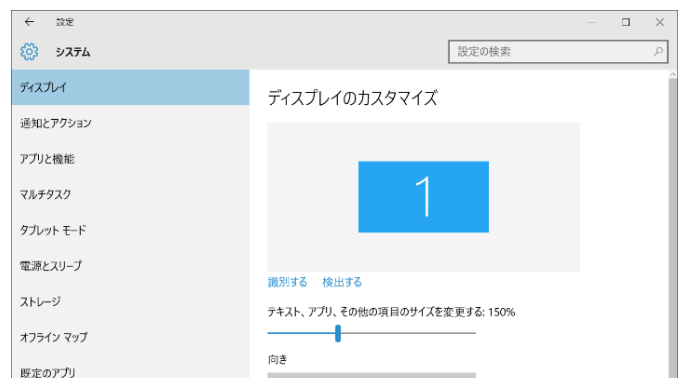 設定
システム
設定の検索
ディスプレイ
通知とアクション
アプリと機能
マルチタスク
タブレット モード
電源とスリープ
ストレージ
オフライン マップ
既定のアプリ
ディスプレイのカスタマイズ
1
識別する 検出する
テキスト、アプリ、その他の項目のサイズを変更する: 150%
向き